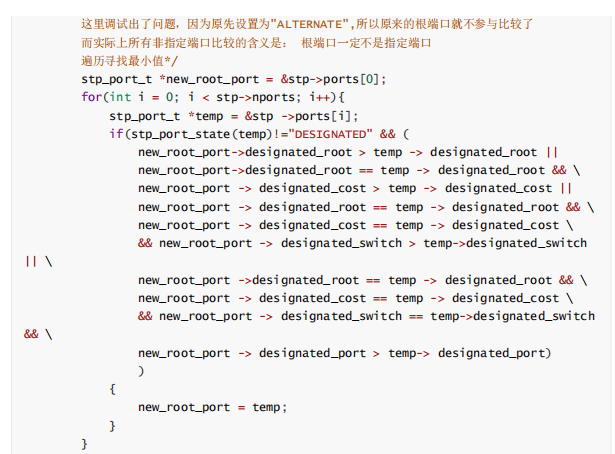 这里调试出了问题，因为原先设置为"ALTERNATE",所以原来的根端口就不参与比较了
而实际上所有非指定端口比较的含义是： 根端口一定不是指定端口
遍历寻找最小值*/
stp_port_t *new_root_port = &stp->ports[0];
for(int i = 0; i < stp->nports; i++){
stp_port_t *temp = &stp ->ports[i];
if(stp_port_state(temp)!="DESIGNATED" && (
new_root_port->designated_root > temp -> designated_root ||
new_root_port->designated_root == temp -> designated_root && \
new_root_port -> designated_cost > temp -> designated_cost ||
new_root_port -> designated_root == temp -> designated_root && \
new_root_port -> designated_cost == temp -> designated_cost \
&& new_root_port -> designated_switch > temp->designated_switch
|| \
new_root_port ->designated_root == temp -> designated_root && \
new_root_port -> designated_cost == temp -> designated_cost \
&& new_root_port -> designated_switch == temp->designated_switch
&& \
new_root_port -> designated_port > temp-> designated_port)
)
{
new_root_port = temp;
}
}